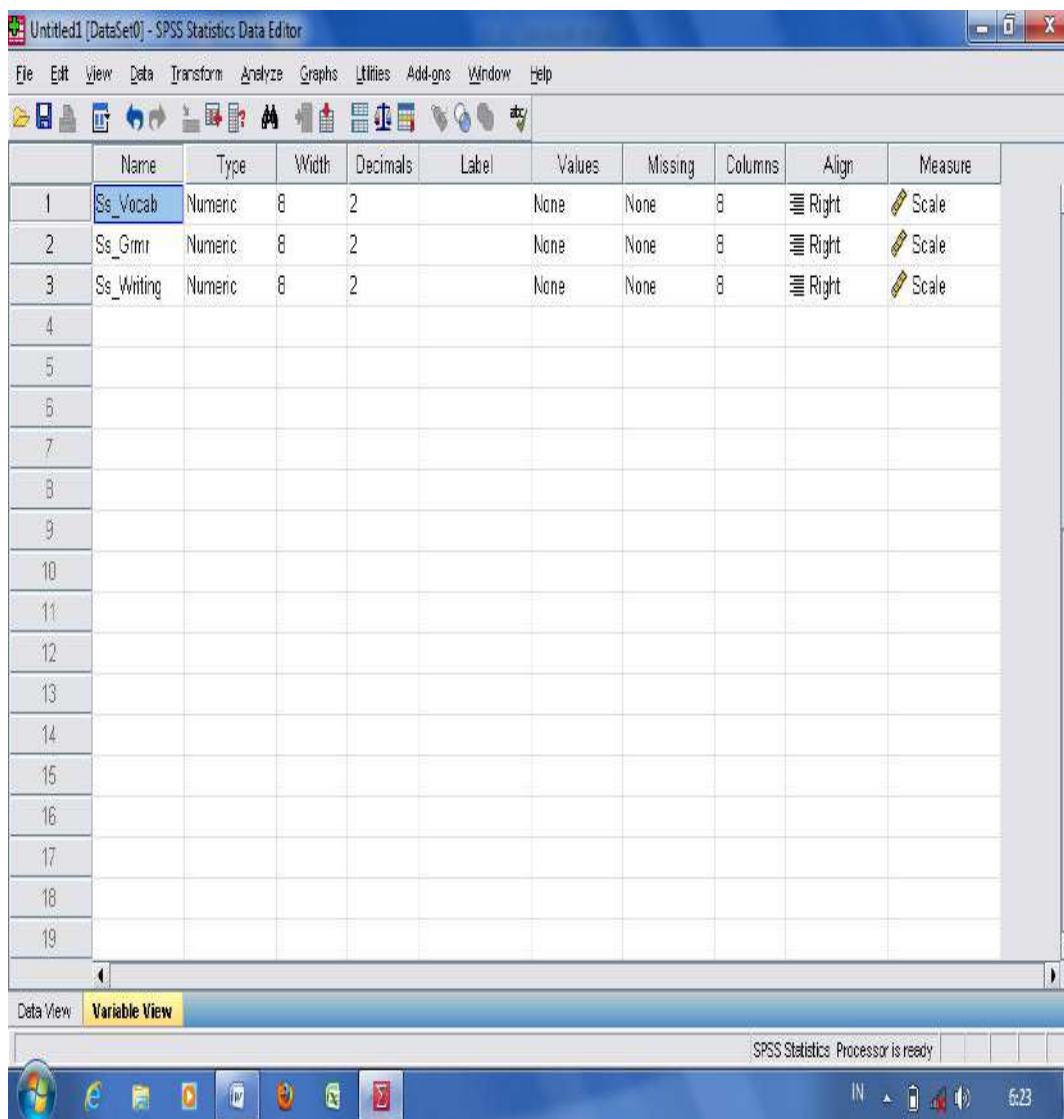 Untitled1 [DataSet0] - SPSS Statistics Data Editor
File Edit View Data Transform Analyze Graphs Utilities Add-ons Window Help
Name Type Width Decimals Label Values Missing Columns Align Measure
1 Ss_Vocab Numeric 8 2 None None 8 Right Scale
2 Ss_Grmr Numeric 8 2 None None 8 Right Scale
3 Ss_Writing Numeric 8 2 None None 8 Right Scale
4
5
6
7
8
9
10
11
12
13
14
15
16
17
18
19
Data View Variable View
SPSS Statistics Processor is ready
IN 6:23